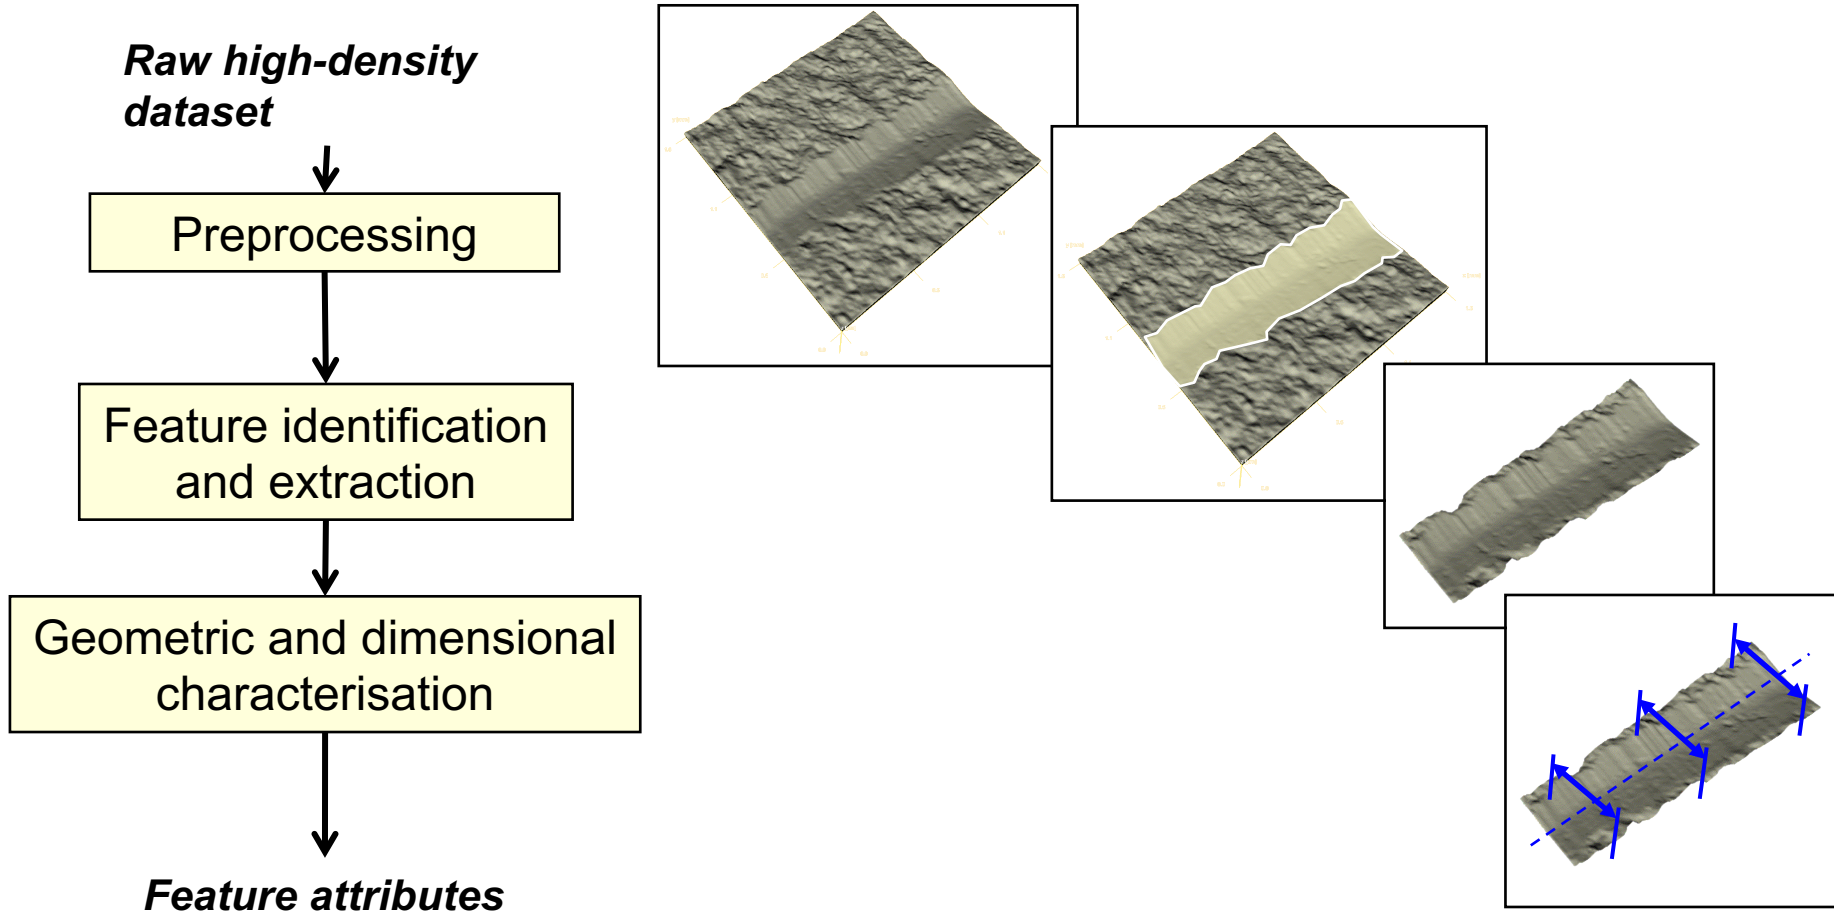 Raw high-density
dataset
Preprocessing
Feature identification
and extraction
Geometric and dimensional
characterisation
Feature attributes